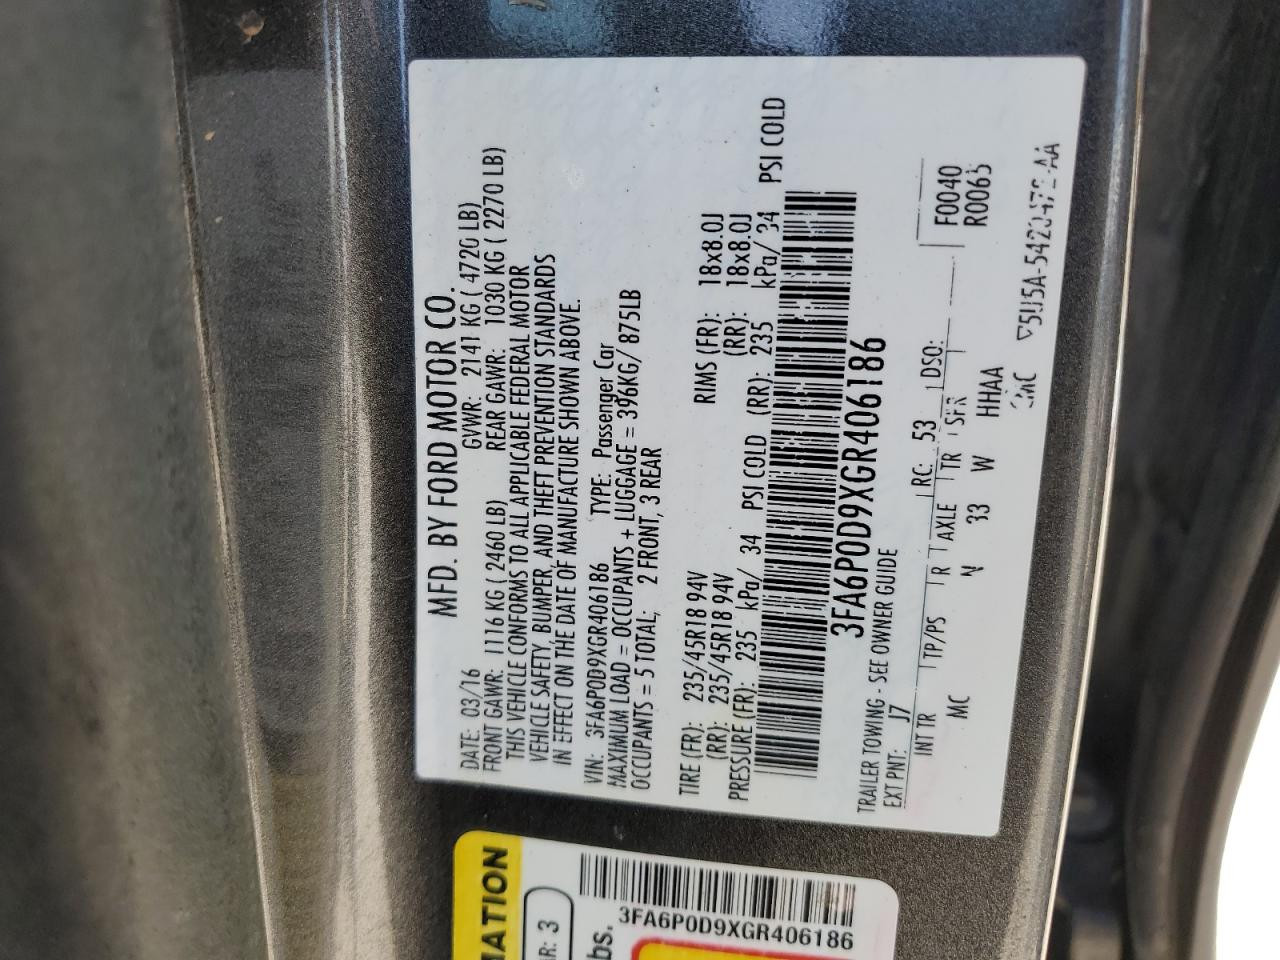 MFD. BY FORD MOTOR CO.
DATE: 03/16 GVWR: 2141 KG ( 4720 LB)
FRONT GAWR: 1116 KG ( 2460 LB) REAR GAWR: 1030 KG ( 2270 LB)
THIS VEHICLE CONFORMS TO ALL APPLICABLE FEDERAL MOTOR
VEHICLE SAFETY, BUMPER, AND THEFT PREVENTION STANDARDS
IN EFFECT ON THE DATE OF MANUFACTURE SHOWN ABOVE.
VIN: 3FA6P0D9XGR406186 TYPE: Passenger Car
MAXIMUM LOAD = OCCUPANTS + LUGGAGE = 396KG/ 875LB
OCCUPANTS = 5 TOTAL: 2 FRONT, 3 REAR
TIRE (FR): 235/45R18 94V RIMS (FR): 18x8.0J
(RR): 235/45R18 94V (RR): 18x8.0J
PRESSURE (FR): 235 kPa/ 34 PSI COLD (RR): 235 kPa/ 34 PSI COLD
3FA6P0D9XGR406186
TRAILER TOWING - SEE OWNER GUIDE
EXT PNT: J7 RC: 53 DSO: F0040
INT TR TP/PS R AXLE TR SPR R0065
MC N 33 W HHAA
MATION
AR: 3
bs.
3FA6P0D9XGR406186